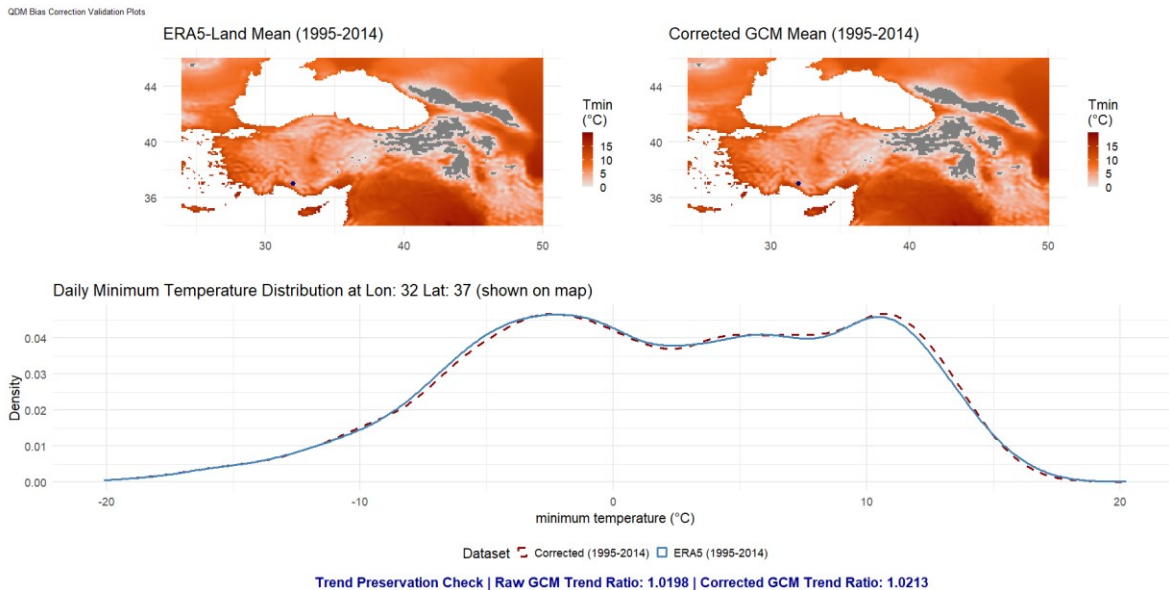 QDM Bias Correction Validation Plots
ERA5-Land Mean (1995-2014)
44
40
36
30
40
50
Tmin
(°C)
15
10
5
0
Corrected GCM Mean (1995-2014)
44
40
36
30
40
50
Tmin
(°C)
15
10
5
0
Daily Minimum Temperature Distribution at Lon: 32 Lat: 37 (shown on map)
Density
0.04
0.03
0.02
0.01
0.00
-20
-10
0
10
20
minimum temperature (°C)
Dataset Corrected (1995-2014) ERA5 (1995-2014)
Trend Preservation Check | Raw GCM Trend Ratio: 1.0198 | Corrected GCM Trend Ratio: 1.0213